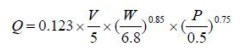 Q = 0.123 × V/5 × (W/6.8)^0.85 × (P/0.5)^0.75